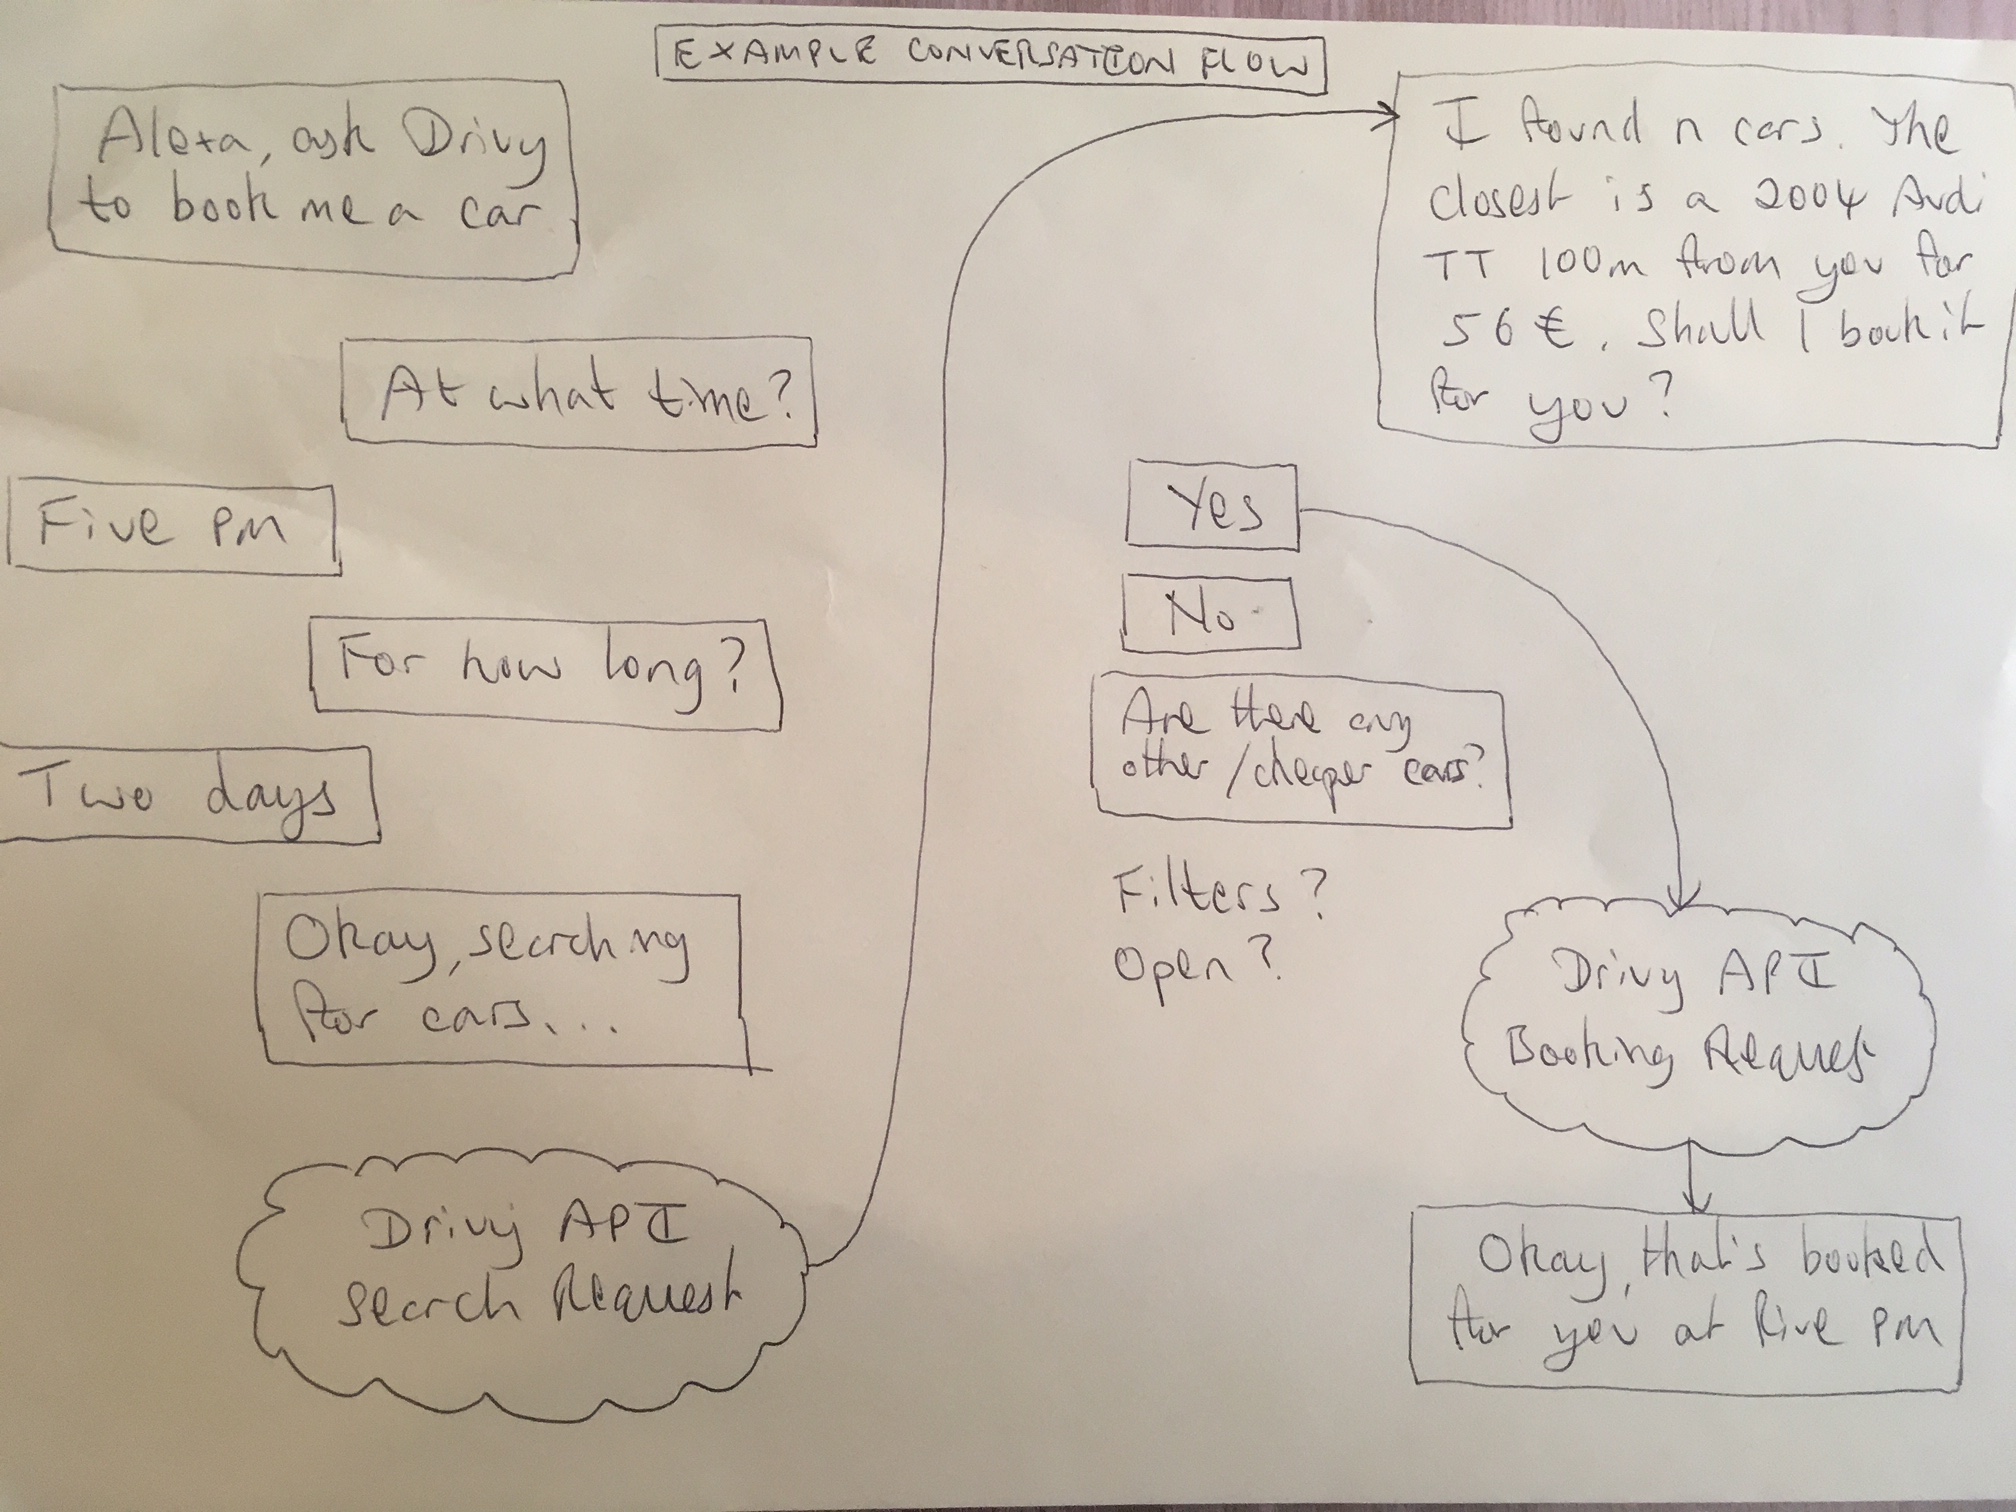 EXAMPLE CONVERSATION FLOW
Alexa, ask Drivy
to book me a car
At what time?
Five pm
For how long?
Two days
Okay, searching
for cars...
Drivy API
Search Request
I found n cars. The
closest is a 2004 Audi
TT 100m from you for
56 €. Shall I book it
for you?
Yes
No
Are there any
other/cheaper cars?
Filters?
Open?
Drivy API
Booking Request
Okay, that's booked
for you at five pm